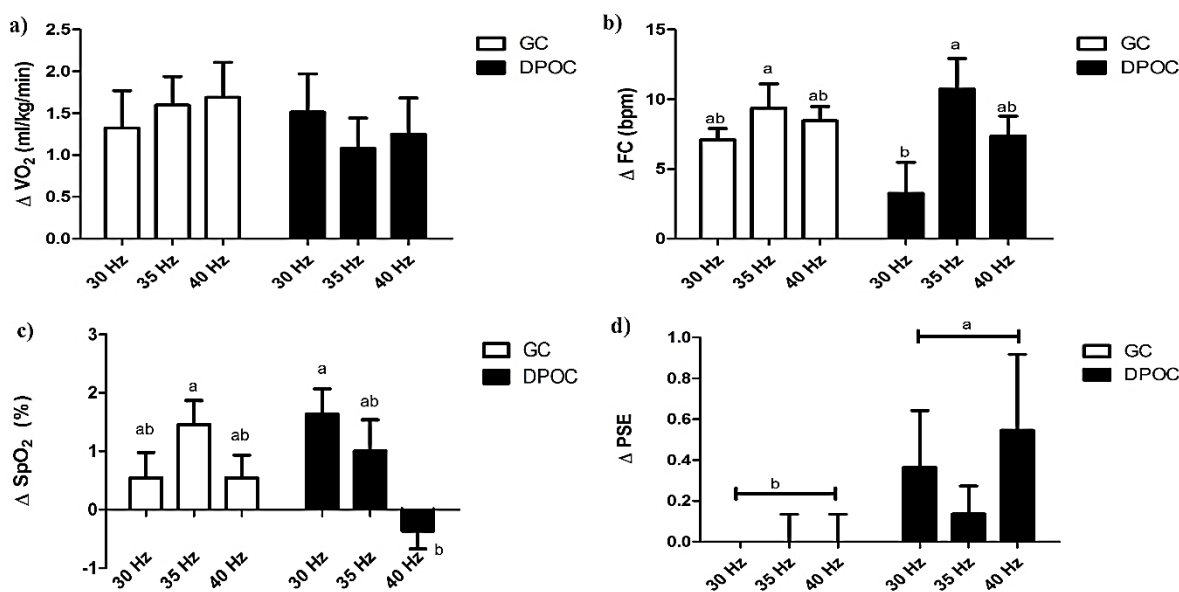 a)
Δ VO2 (ml/kg/min)
2.5
2.0
1.5
1.0
0.5
0.0
30 Hz
35 Hz
40 Hz
30 Hz
35 Hz
40 Hz
GC
DPOC
b)
Δ FC (bpm)
15
10
5
0
ab
a
ab
b
a
ab
30 Hz
35 Hz
40 Hz
30 Hz
35 Hz
40 Hz
GC
DPOC
c)
Δ SpO2 (%)
3
2
1
0
-1
ab
a
ab
a
ab
b
30 Hz
35 Hz
40 Hz
30 Hz
35 Hz
40 Hz
GC
DPOC
d)
Δ PSE
1.0
0.8
0.6
0.4
0.2
0.0
b
a
30 Hz
35 Hz
40 Hz
30 Hz
35 Hz
40 Hz
GC
DPOC